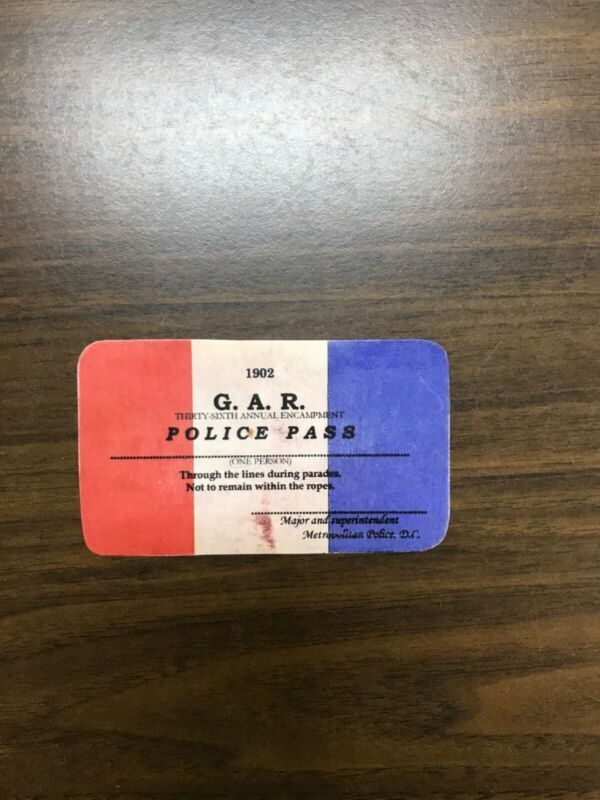 1902
G. A. R.
THIRTY-SIXTH ANNUAL ENCAMPMENT
POLICE PASS
(ONE PERSON)
Through the lines during parades.
Not to remain within the ropes.
Major and superintendent
Metropolitan Police, D.C.